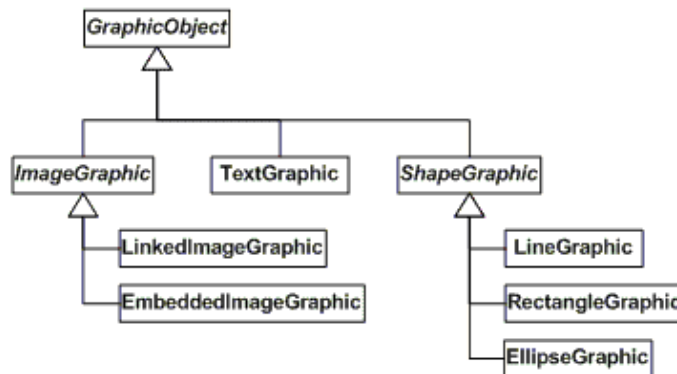 GraphicObject
ImageGraphic
TextGraphic
ShapeGraphic
LinkedImageGraphic
EmbeddedImageGraphic
LineGraphic
RectangleGraphic
EllipseGraphic